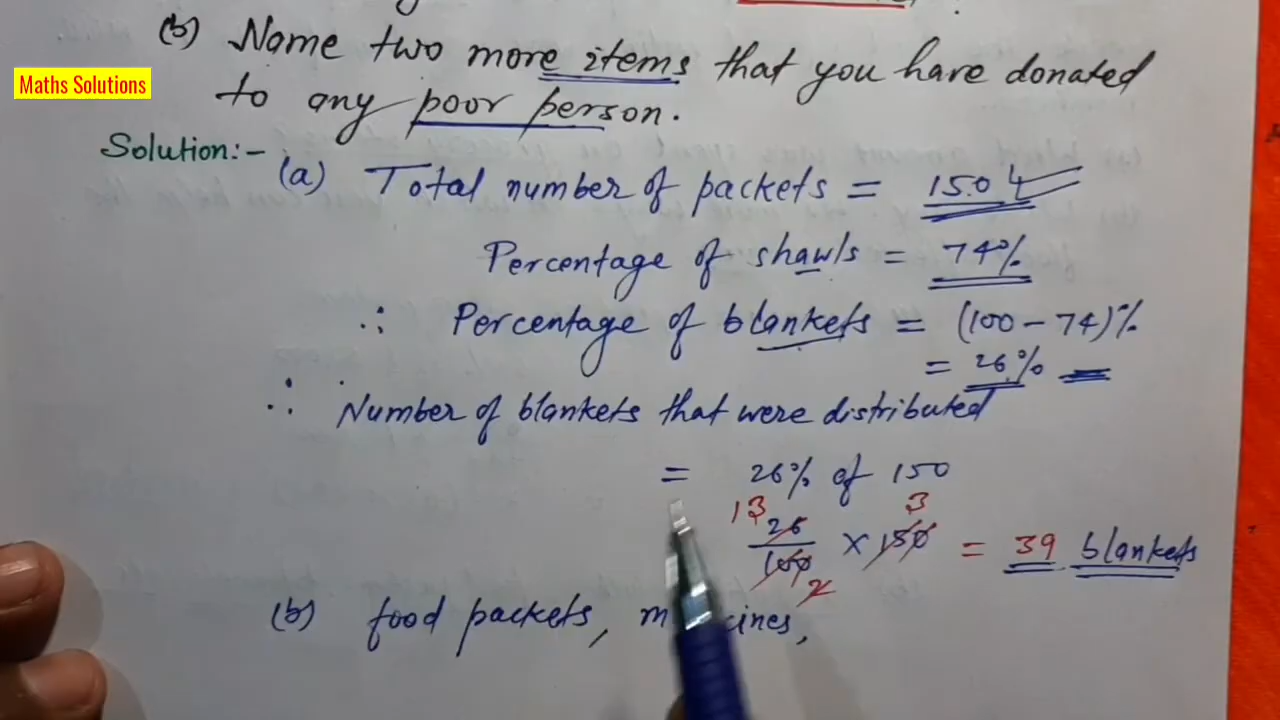 (b) Name two more items that you have donated
Maths Solutions
to any poor person.
Solution:-
(a) Total number of packets = 150
Percentage of shawls = 74%
∴ Percentage of blankets = (100 - 74)%
= 26%
∴ Number of blankets that were distributed
= 26% of 150
13 3
26/100 × 150 = 39 blankets
2
(b) food packets,